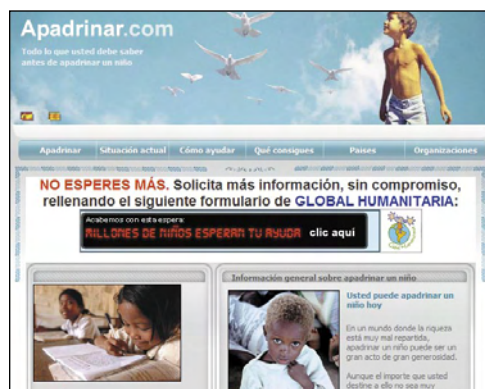 Apadrinar.com
Todo lo que usted debe saber
antes de apadrinar un niño
Apadrinar
Situación actual
Cómo ayudar
Qué consigues
Paises
Organizaciones
NO ESPERES MÁS. Solicita más información, sin compromiso,
rellenando el siguiente formulario de GLOBAL HUMANITARIA:
Acabemos con esta espera:
MILLONES DE NIÑOS ESPERAN TU AYUDA clic aquí
Información general sobre apadrinar un niño
Usted puede apadrinar un
niño hoy
En un mundo donde la riqueza
está muy mal repartida,
apadrinar un niño puede ser un
gran acto de gran generosidad.
Aunque el importe que usted
destine a ello no sea muy